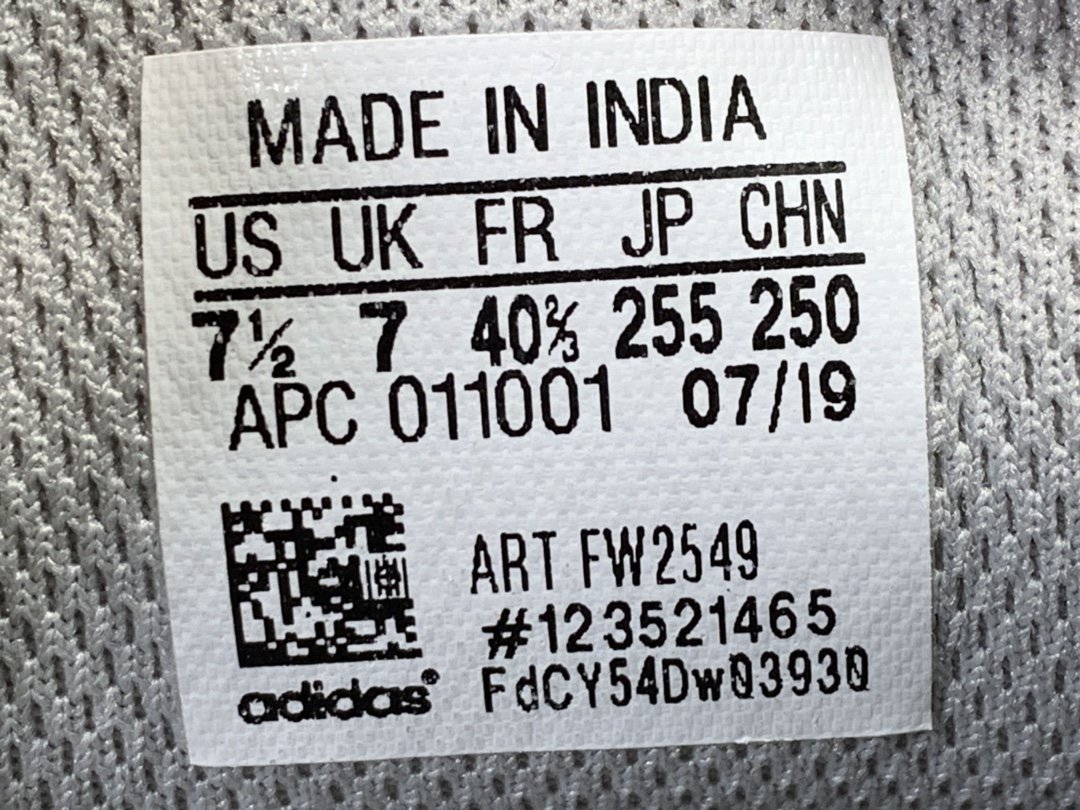 MADE IN INDIA
US UK FR JP CHN
7½ 7 40⅔ 255 250
APC 011001 07/19
ART FW2549
#123521465
FdCY54Dw03930
adidas®